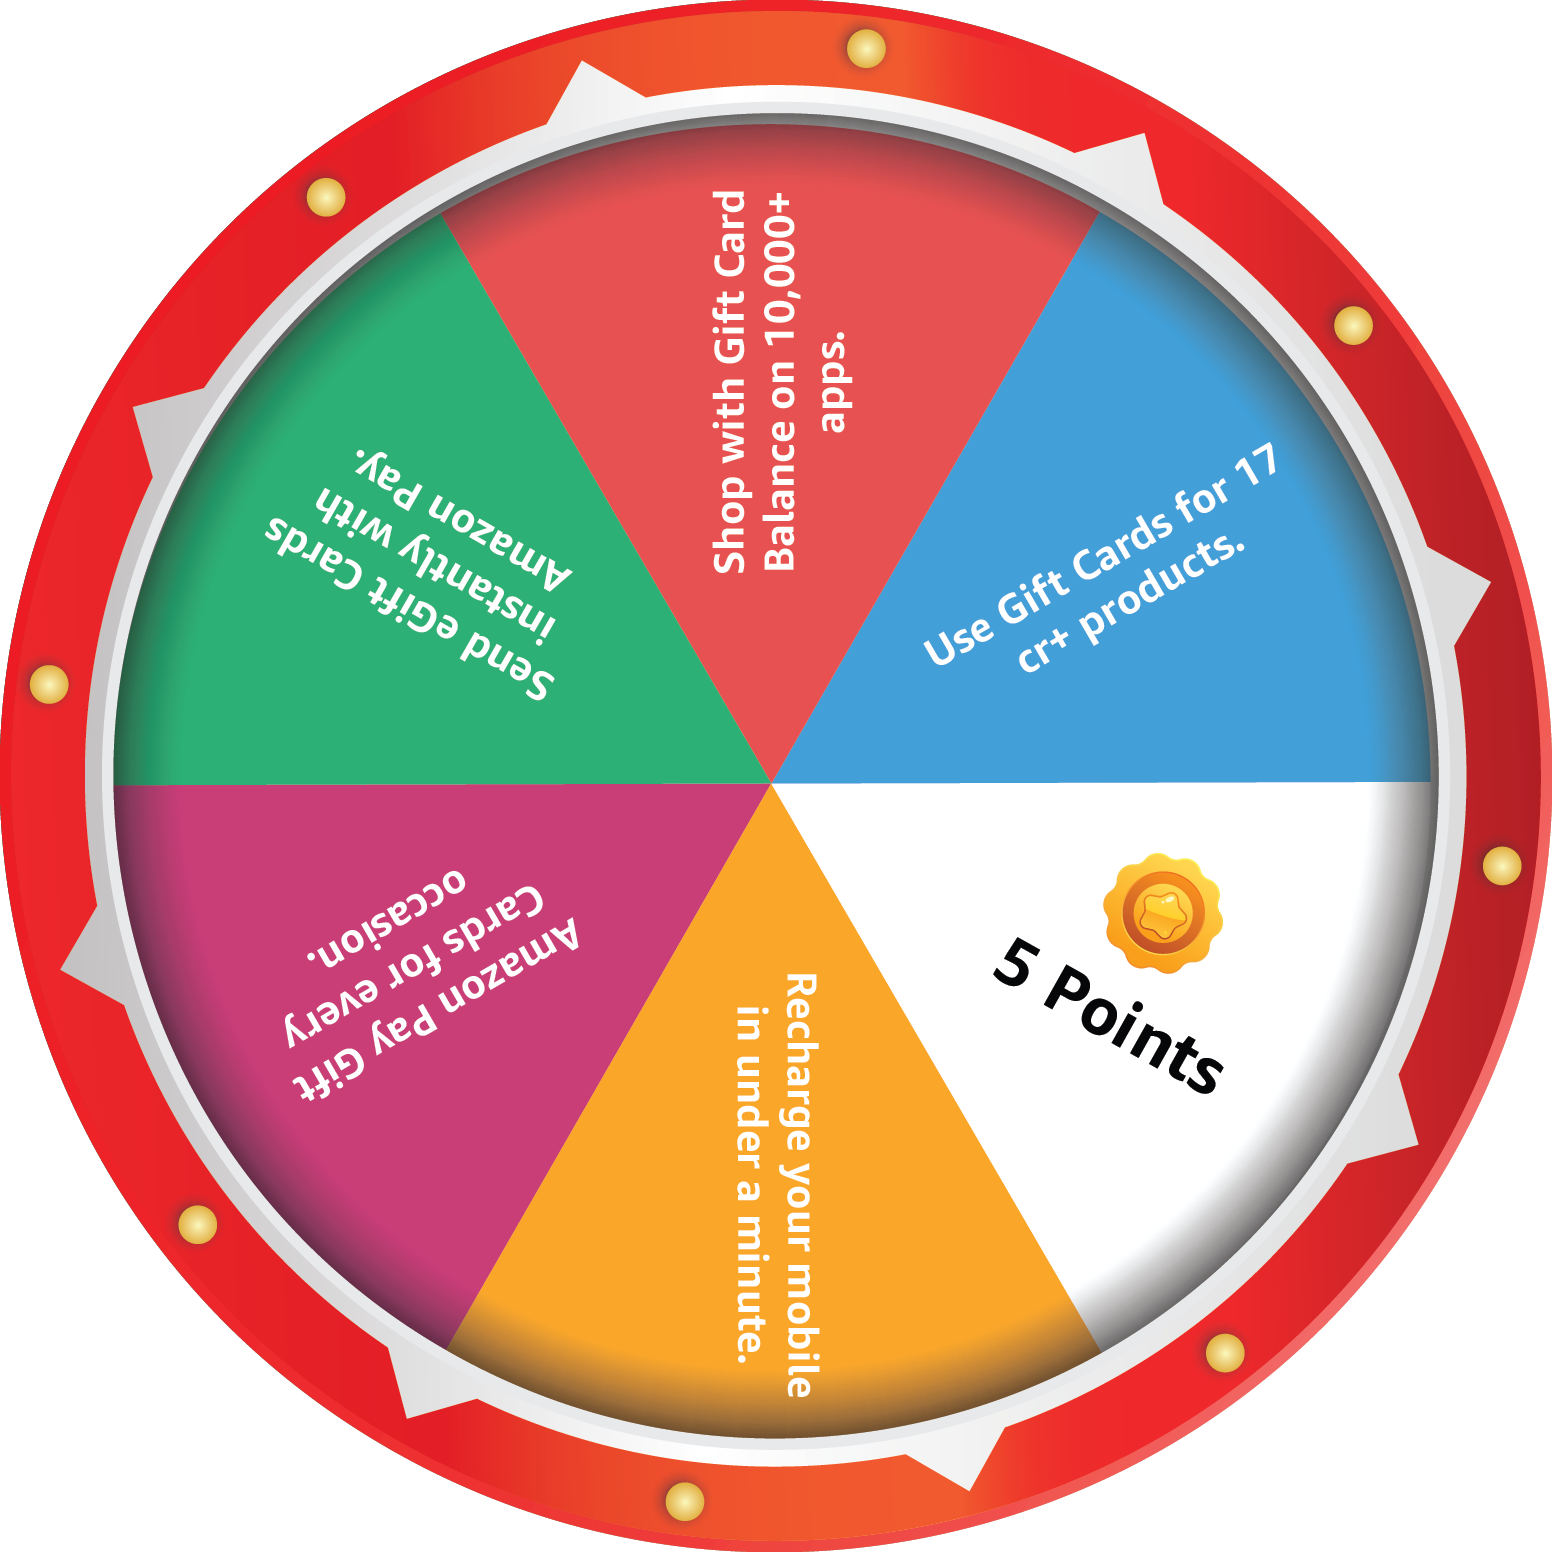 Shop with Gift Card
Balance on 10,000+
apps.
Use Gift Cards for 17
cr+ products.
5 Points
Recharge your mobile
in under a minute.
Amazon Pay Gift
Cards for every
occasion.
Send eGift Cards
instantly with
Amazon Pay.